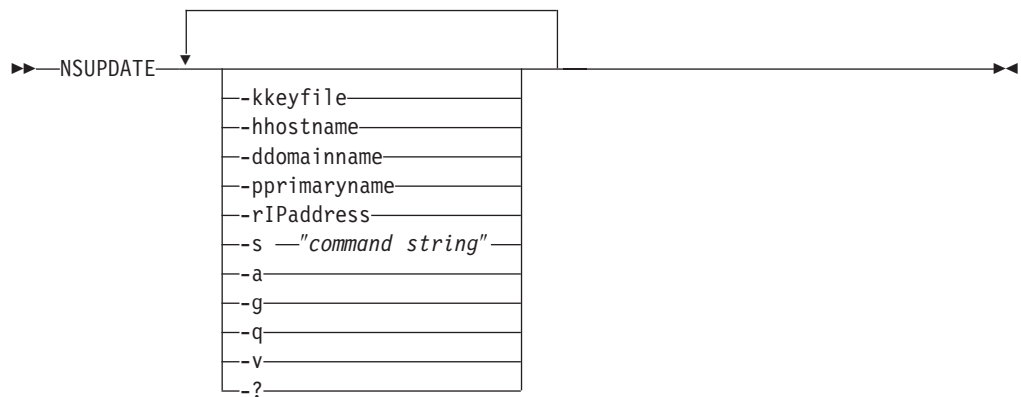 NSUPDATE
-kkeyfile
-hhostname
-ddomainname
-pprimaryname
-rIPaddress
-s "command string"
-a
-g
-q
-v
-?